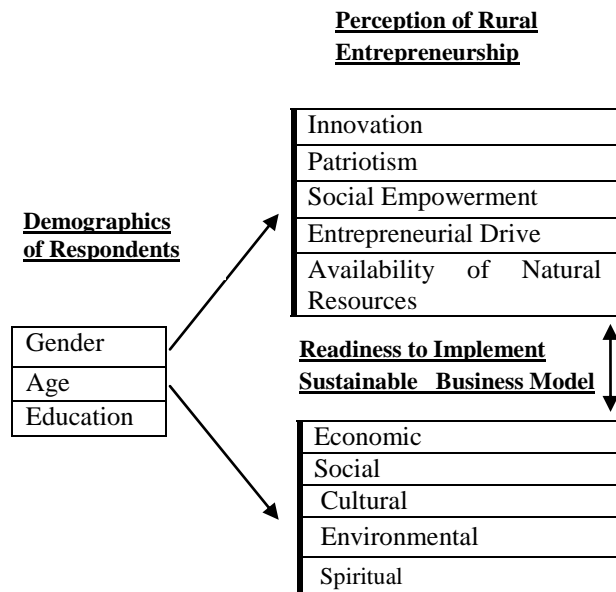 Perception of Rural
Entrepreneurship
Innovation
Patriotism
Social Empowerment
Entrepreneurial Drive
Availability of Natural
Resources
Demographics
of Respondents
Gender
Age
Education
Readiness to Implement
Sustainable Business Model
Economic
Social
Cultural
Environmental
Spiritual